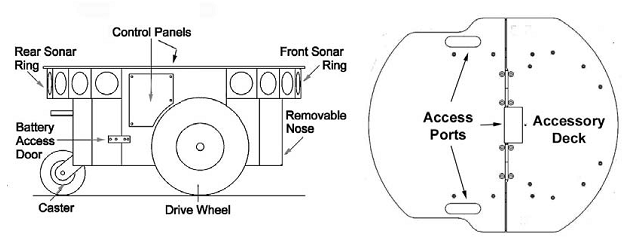 Control Panels
Rear Sonar
Ring
Front Sonar
Ring
Battery
Access
Door
Removable
Nose
Caster
Drive Wheel
Access
Ports
Accessory
Deck